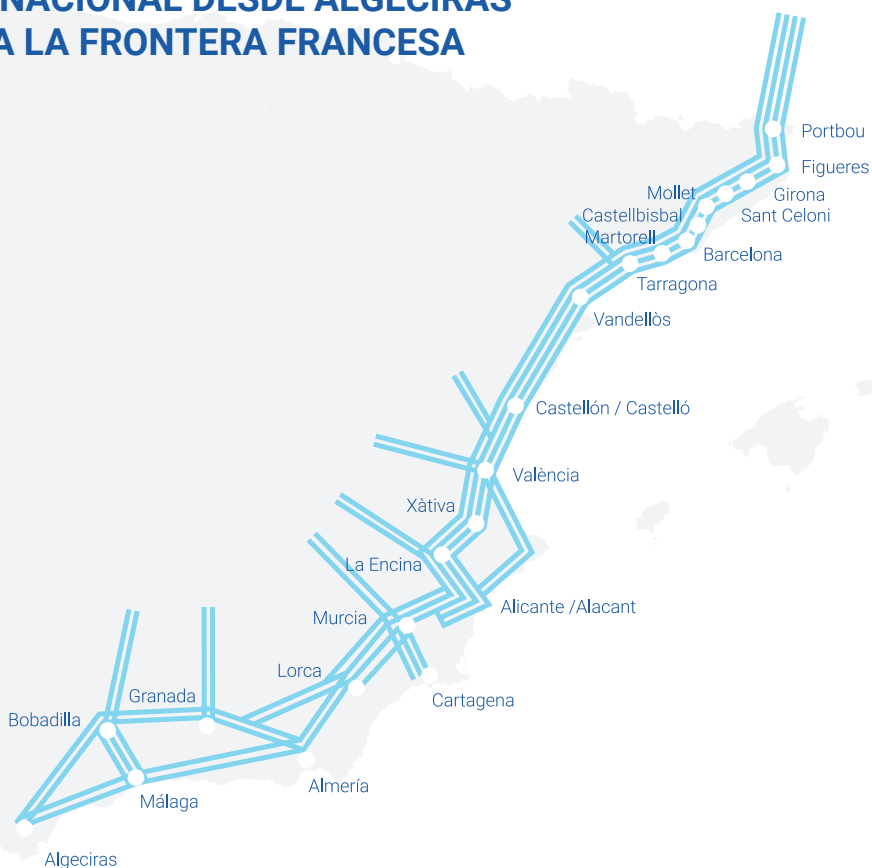 NACIONAL DESDE ALGECIRAS
A LA FRONTERA FRANCESA
Portbou
Figueres
Mollet
Girona
Castellbisbal
Sant Celoni
Martorell
Barcelona
Tarragona
Vandellòs
Castellón / Castelló
València
Xàtiva
La Encina
Alicante /Alacant
Murcia
Lorca
Granada
Cartagena
Bobadilla
Almería
Málaga
Algeciras